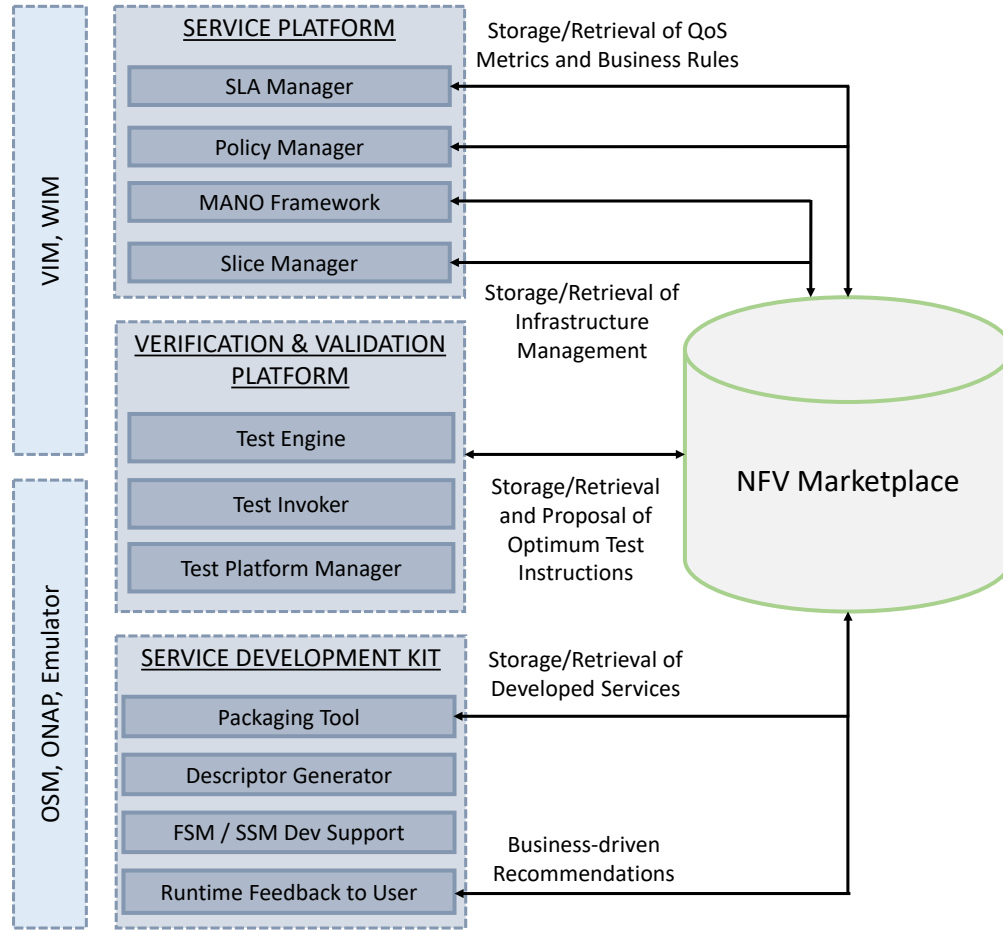 VIM, WIM
OSM, ONAP, Emulator
SERVICE PLATFORM
SLA Manager
Policy Manager
MANO Framework
Slice Manager
VERIFICATION & VALIDATION
PLATFORM
Test Engine
Test Invoker
Test Platform Manager
SERVICE DEVELOPMENT KIT
Packaging Tool
Descriptor Generator
FSM / SSM Dev Support
Runtime Feedback to User
Storage/Retrieval of QoS
Metrics and Business Rules
Storage/Retrieval of
Infrastructure
Management
Storage/Retrieval
and Proposal of
Optimum Test
Instructions
Storage/Retrieval of
Developed Services
Business-driven
Recommendations
NFV Marketplace